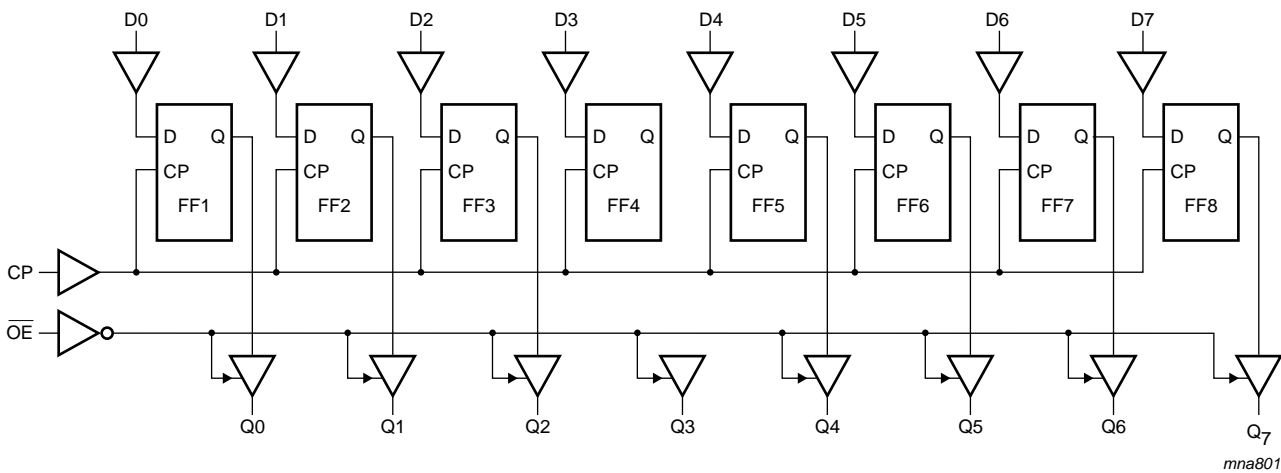 D0 D1 D2 D3 D4 D5 D6 D7
D Q D Q D Q D Q D Q D Q D Q D Q
CP CP CP CP CP CP CP CP
FF1 FF2 FF3 FF4 FF5 FF6 FF7 FF8
CP
O̅E̅
Q0 Q1 Q2 Q3 Q4 Q5 Q6 Q7
mna801